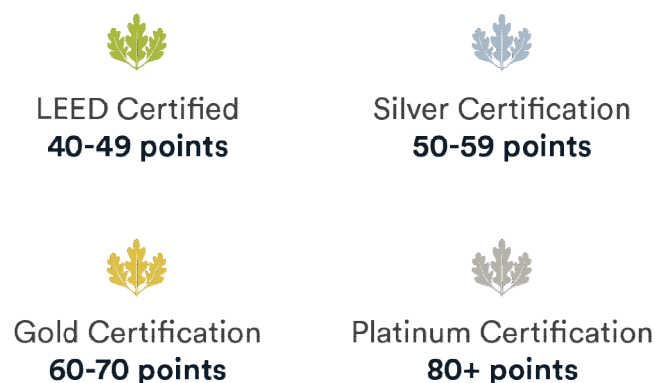 LEED Certified
40-49 points
Silver Certification
50-59 points
Gold Certification
60-70 points
Platinum Certification
80+ points